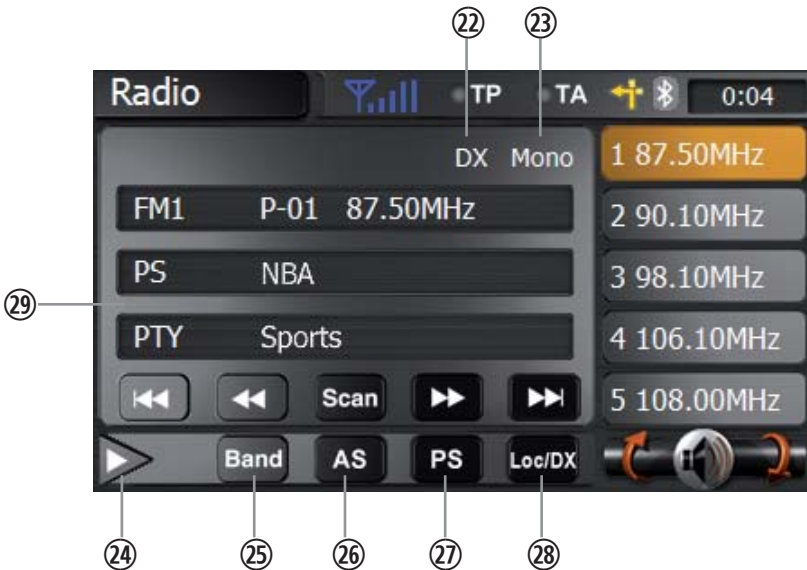 ㉒ ㉓
Radio TP TA 0:04
DX Mono
FM1 P-01 87.50MHz
PS NBA
PTY Sports
Scan
Band AS PS Loc/DX
1 87.50MHz
2 90.10MHz
3 98.10MHz
4 106.10MHz
5 108.00MHz
㉙
㉔ ㉕ ㉖ ㉗ ㉘